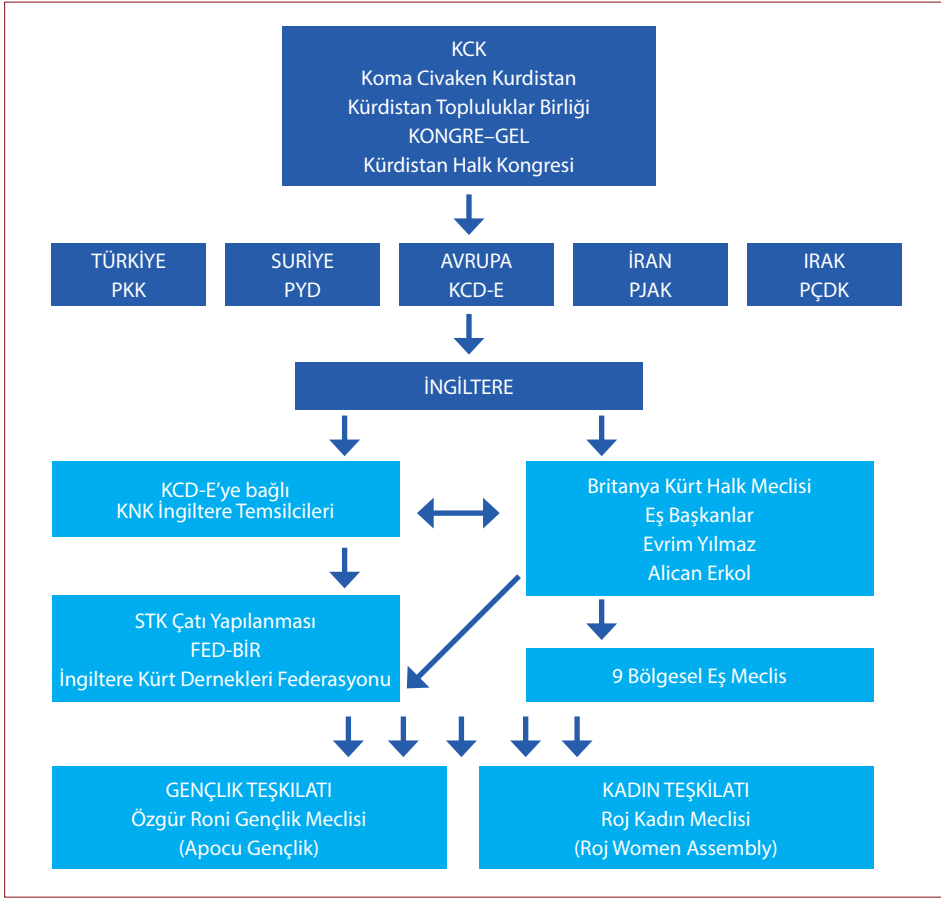 KCK
Koma Civaken Kurdistan
Kürdistan Topluluklar Birliği
KONGRE–GEL
Kürdistan Halk Kongresi
TÜRKİYE
PKK
SURİYE
PYD
AVRUPA
KCD-E
İRAN
PJAK
IRAK
PÇDK
İNGİLTERE
KCD-E’ye bağlı
KNK İngiltere Temsilcileri
Britanya Kürt Halk Meclisi
Eş Başkanlar
Evrim Yılmaz
Alican Erkol
STK Çatı Yapılanması
FED-BİR
İngiltere Kürt Dernekleri Federasyonu
9 Bölgesel Eş Meclis
GENÇLIK TEŞKILATI
Özgür Roni Gençlik Meclisi
(Apocu Gençlik)
KADIN TEŞKİLATI
Roj Kadın Meclisi
(Roj Women Assembly)